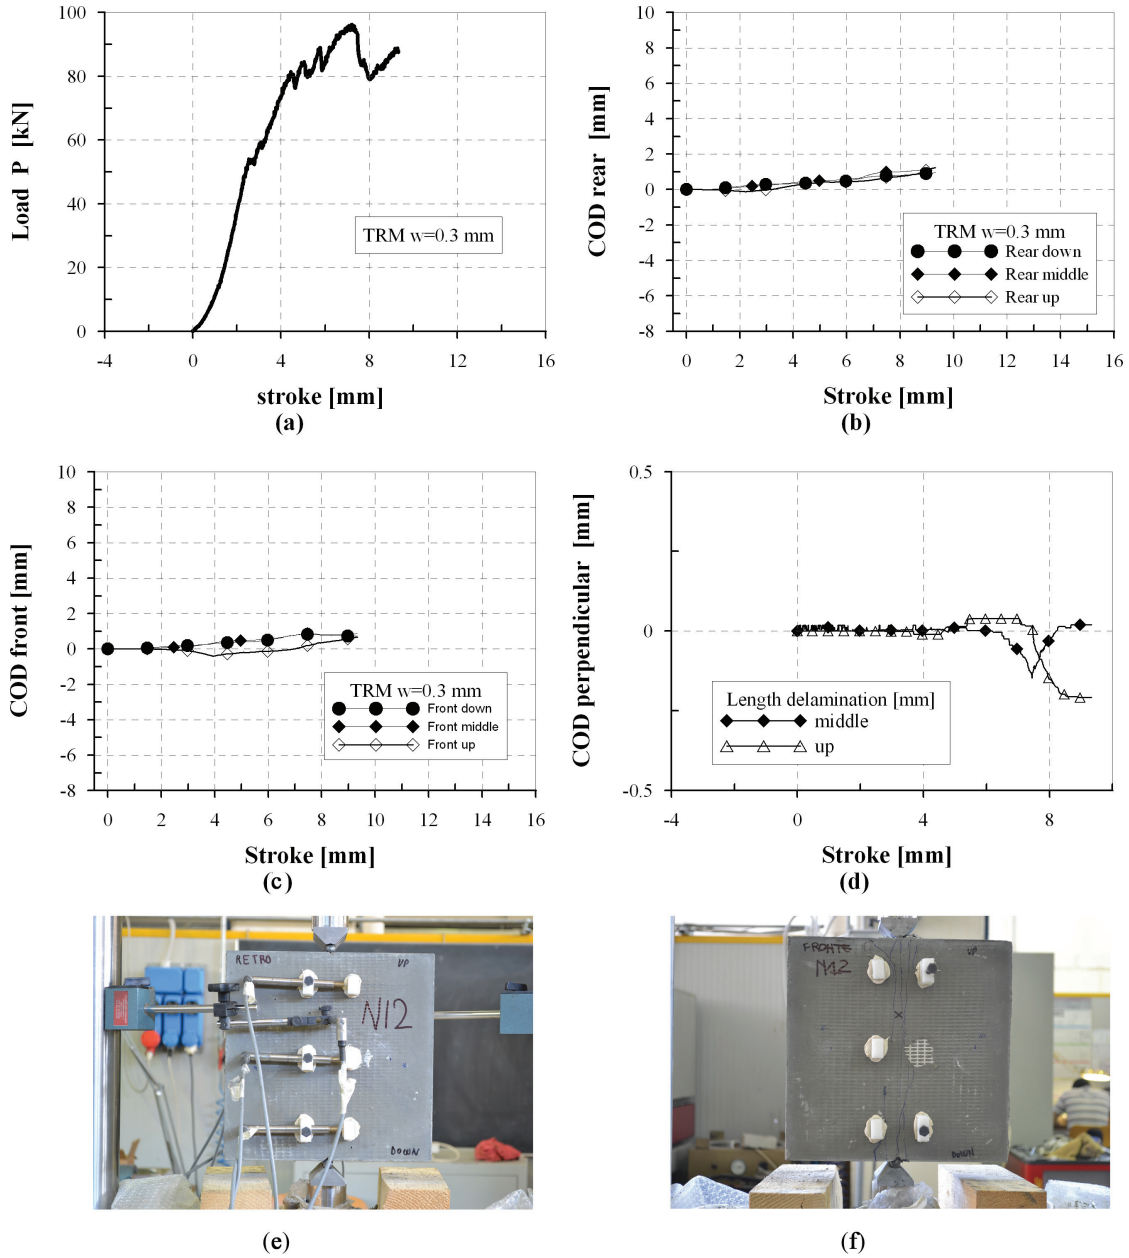 100
80
60
40
20
0
-4 0 4 8 12 16
Load P [kN]
TRM w=0.3 mm
stroke [mm]
(a)
10
8
6
4
2
0
-2
-4
-6
-8
0 2 4 6 8 10 12 14 16
COD rear [mm]
TRM w=0.3 mm
Rear down
Rear middle
Rear up
Stroke [mm]
(b)
10
8
6
4
2
0
-2
-4
-6
-8
0 2 4 6 8 10 12 14 16
COD front [mm]
TRM w=0.3 mm
Front down
Front middle
Front up
Stroke [mm]
(c)
0.5
0
-0.5
-4 0 4 8
COD perpendicular [mm]
Length delamination [mm]
middle
up
Stroke [mm]
(d)
RETRO
UP
N12
DOWN
(e)
FRONTE
N12
UP
DOWN
(f)